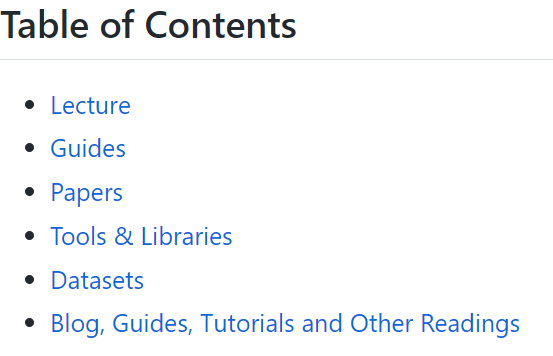 Table of Contents
Lecture
Guides
Papers
Tools & Libraries
Datasets
Blog, Guides, Tutorials and Other Readings